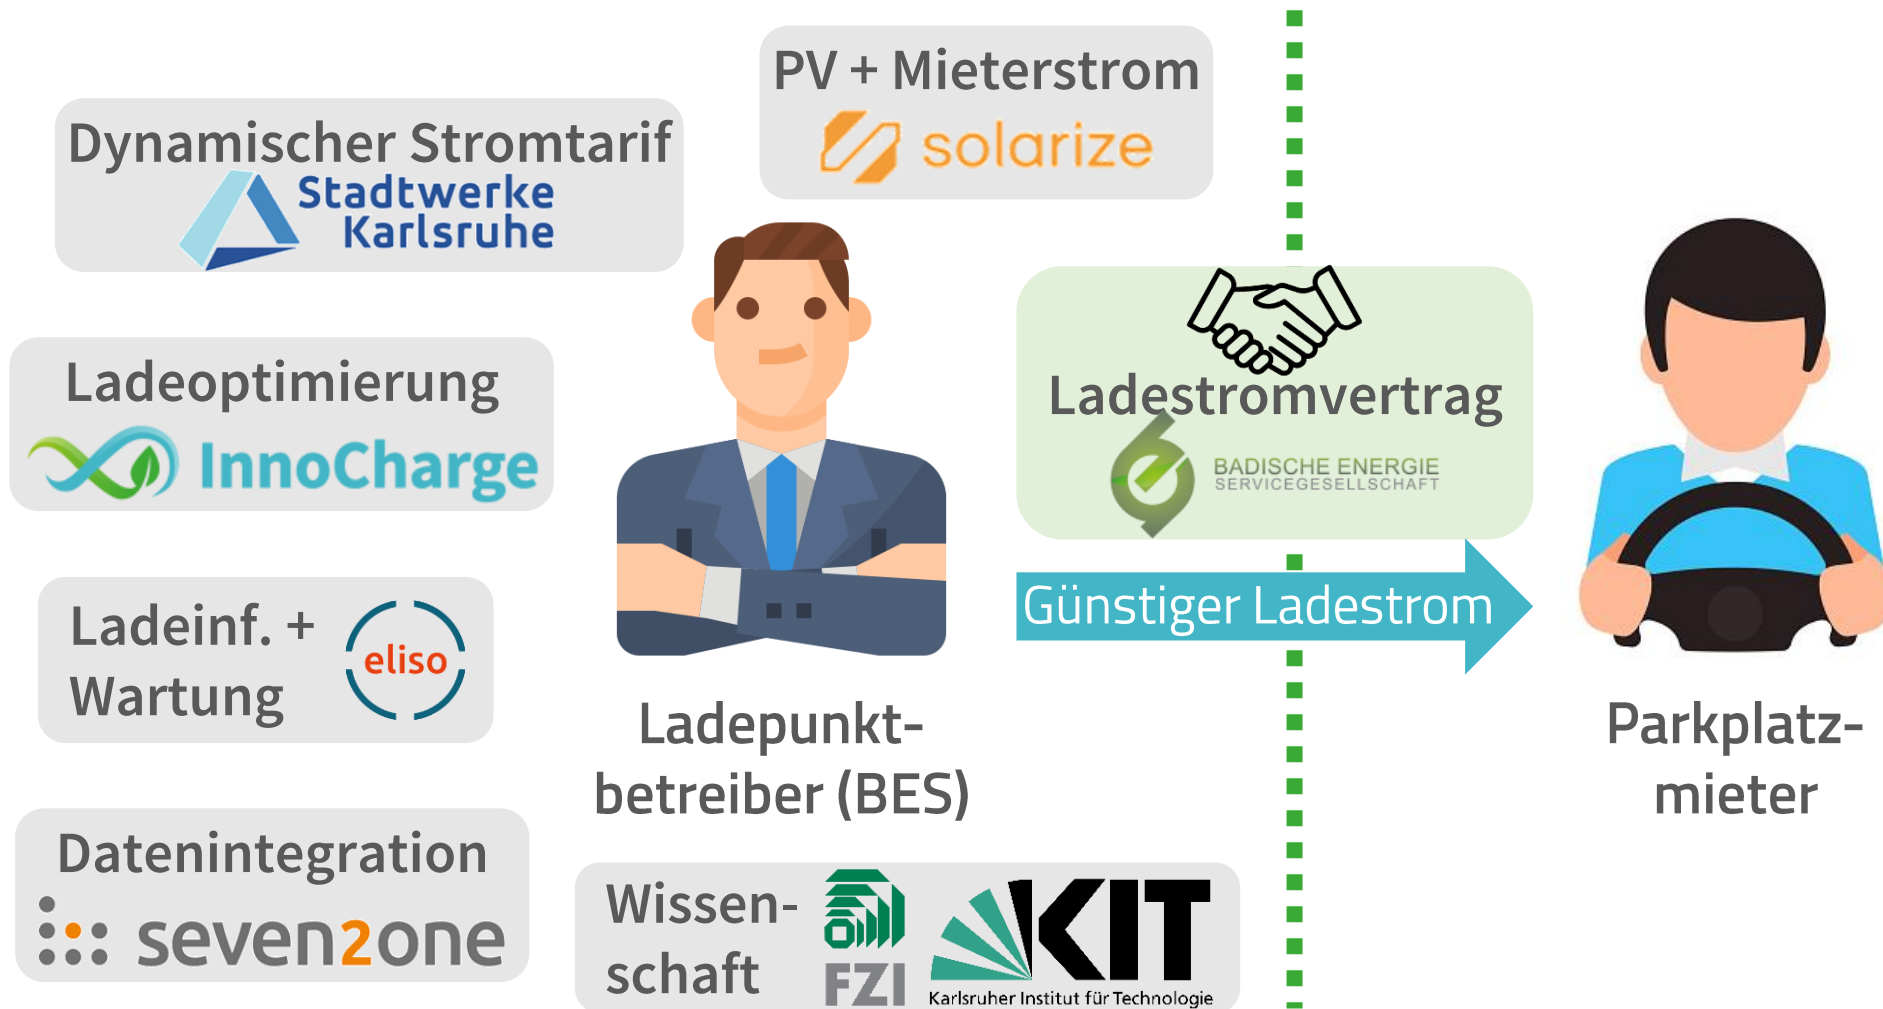 PV + Mieterstrom
solarize
Dynamischer Stromtarif
Stadtwerke
Karlsruhe
Ladeoptimierung
InnoCharge
Ladestromvertrag
BADISCHE ENERGIE
SERVICEGESELLSCHAFT
Günstiger Ladestrom
Ladeinf. +
Wartung
eliso
Ladepunkt-
betreiber (BES)
Parkplatz-
mieter
Datenintegration
seven2one
Wissen-
schaft
FZI
KIT
Karlsruher Institut für Technologie